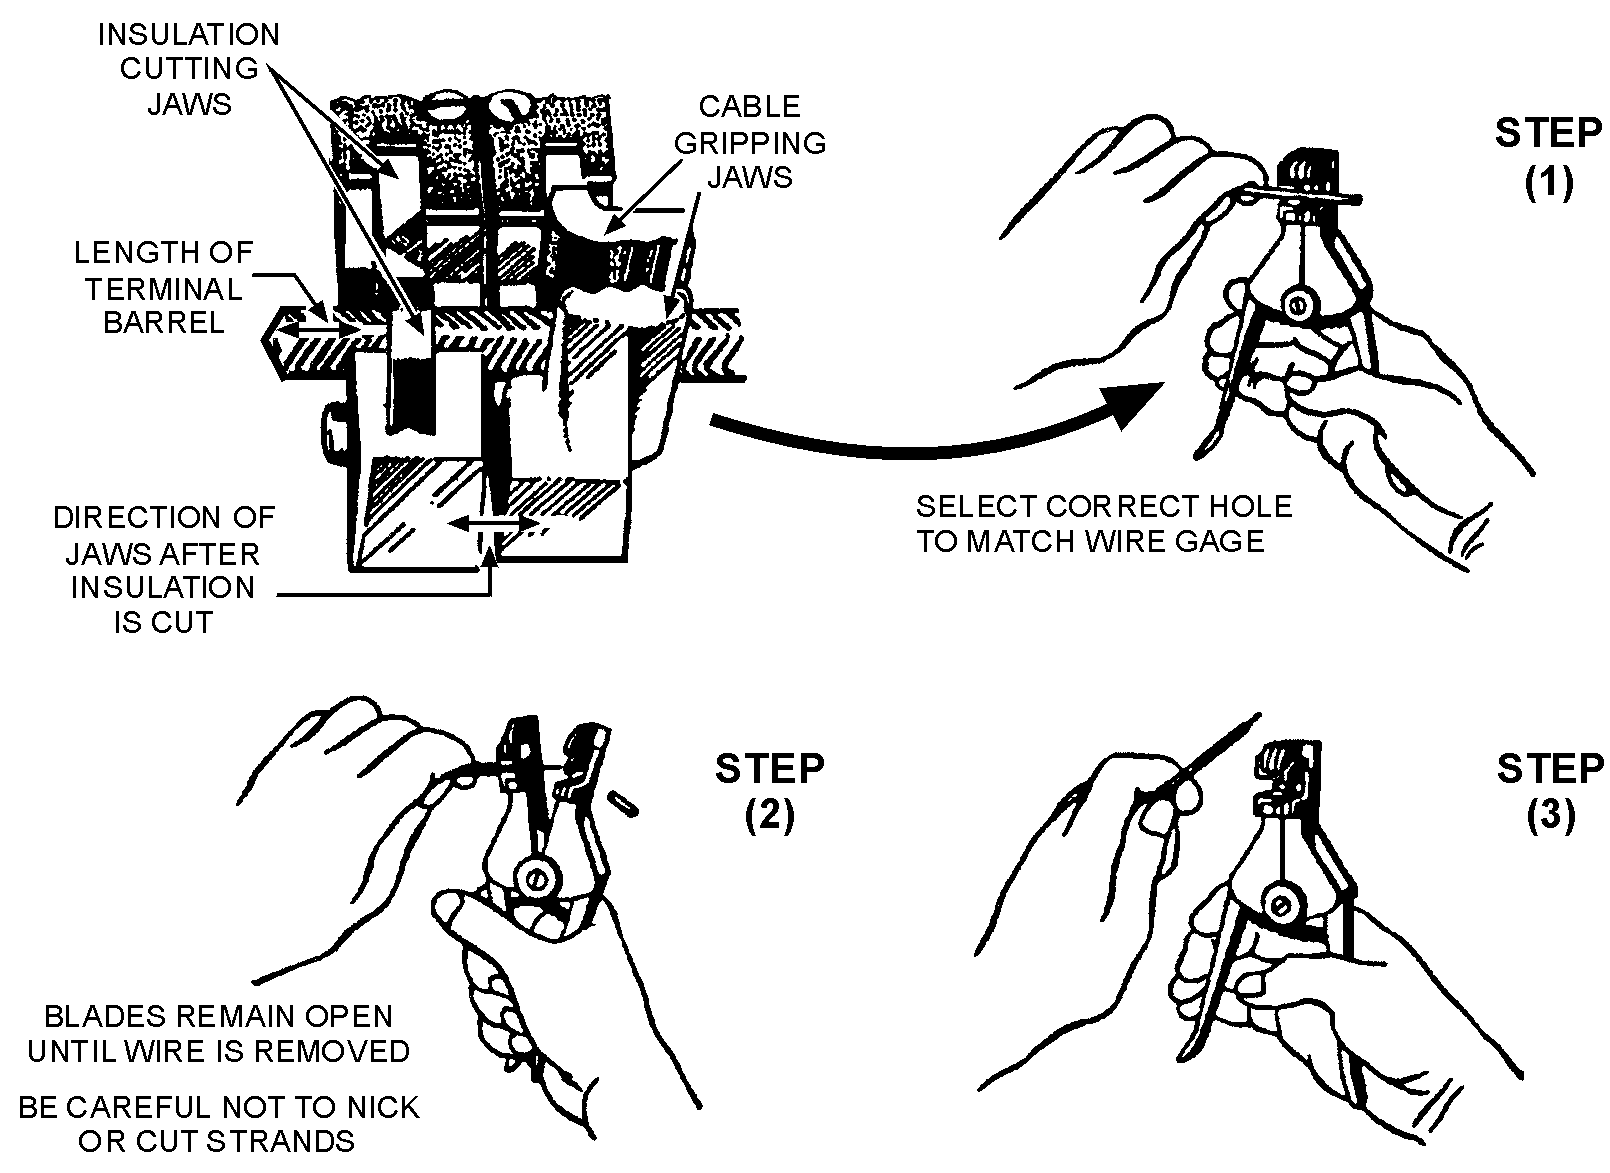 INSULATION
CUTTING
JAWS
CABLE
GRIPPING
JAWS
LENGTH OF
TERMINAL
BARREL
DIRECTION OF
JAWS AFTER
INSULATION
IS CUT
STEP
(1)
SELECT CORRECT HOLE
TO MATCH WIRE GAGE
STEP
(2)
BLADES REMAIN OPEN
UNTIL WIRE IS REMOVED
BE CAREFUL NOT TO NICK
OR CUT STRANDS
STEP
(3)